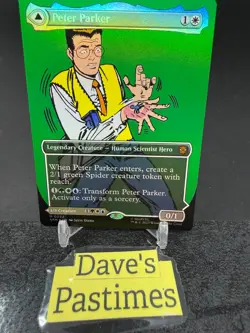 Peter Parker 1
Legendary Creature — Human Scientist Hero
When Peter Parker enters, create a
2/1 green Spider creature token with
reach.
: Transform Peter Parker.
Activate only as a sorcery.
0/1
Dave's
Pastimes